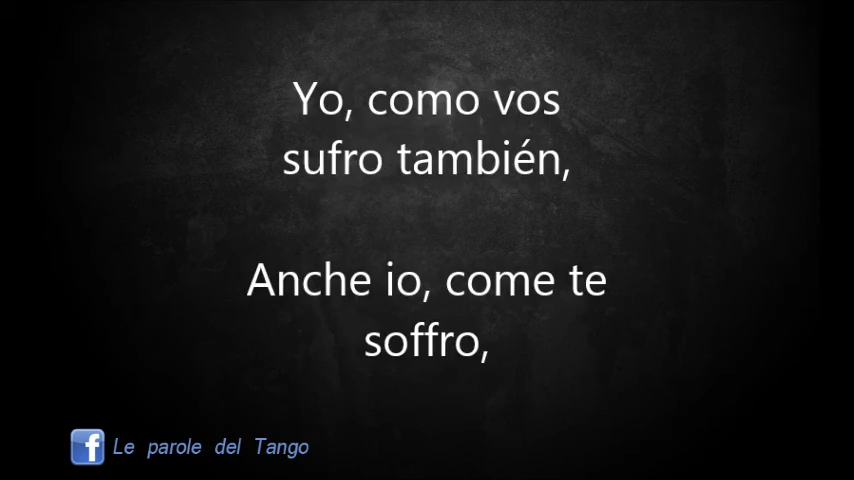 Yo, como vos
sufro también,
Anche io, come te
soffro,
f Le parole del Tango